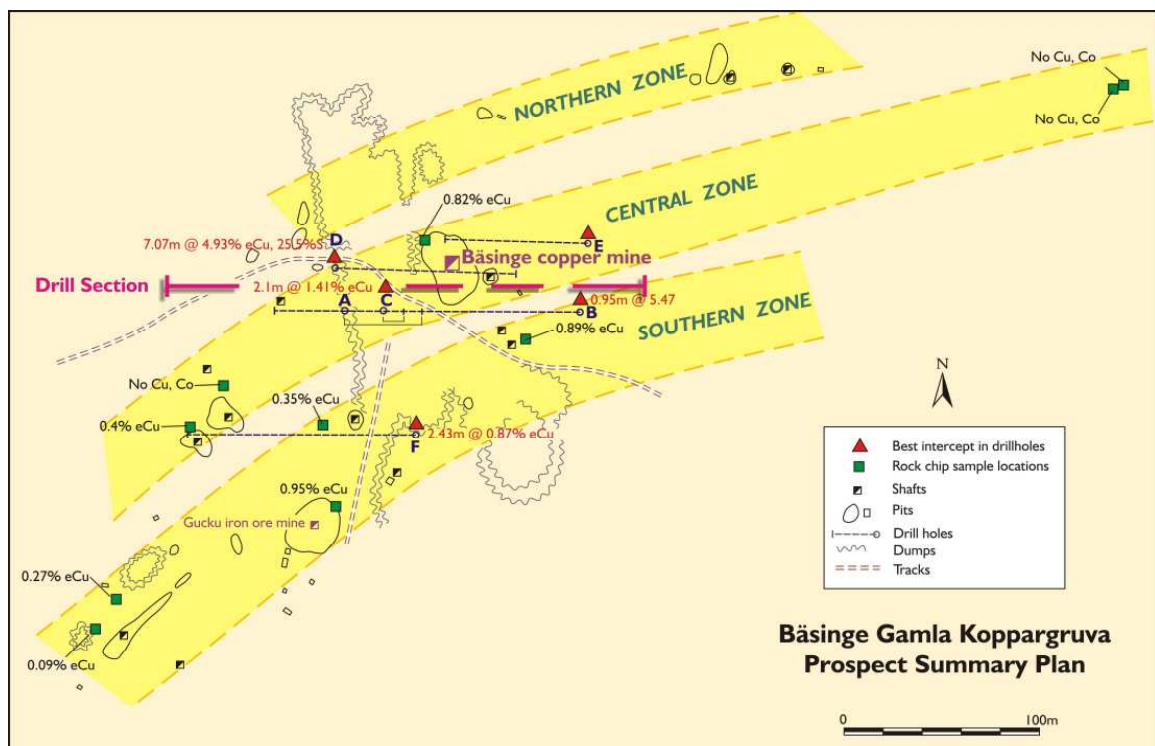 No Cu, Co
No Cu, Co
NORTHERN ZONE
CENTRAL ZONE
0.82% eCu
7.07m @ 4.93% eCu, 25.5%S
D
E
Bäsinge copper mine
Drill Section
2.1m @ 1.41% eCu
0.95m @ 5.47
A
C
B
SOUTHERN ZONE
0.89% eCu
No Cu, Co
0.35% eCu
0.4% eCu
2.43m @ 0.87% eCu
F
0.95% eCu
Gucku iron ore mine
0.27% eCu
0.09% eCu
N
Best intercept in drillholes
Rock chip sample locations
Shafts
Pits
Drill holes
Dumps
Tracks
Bäsinge Gamla Koppargruva
Prospect Summary Plan
0
100m